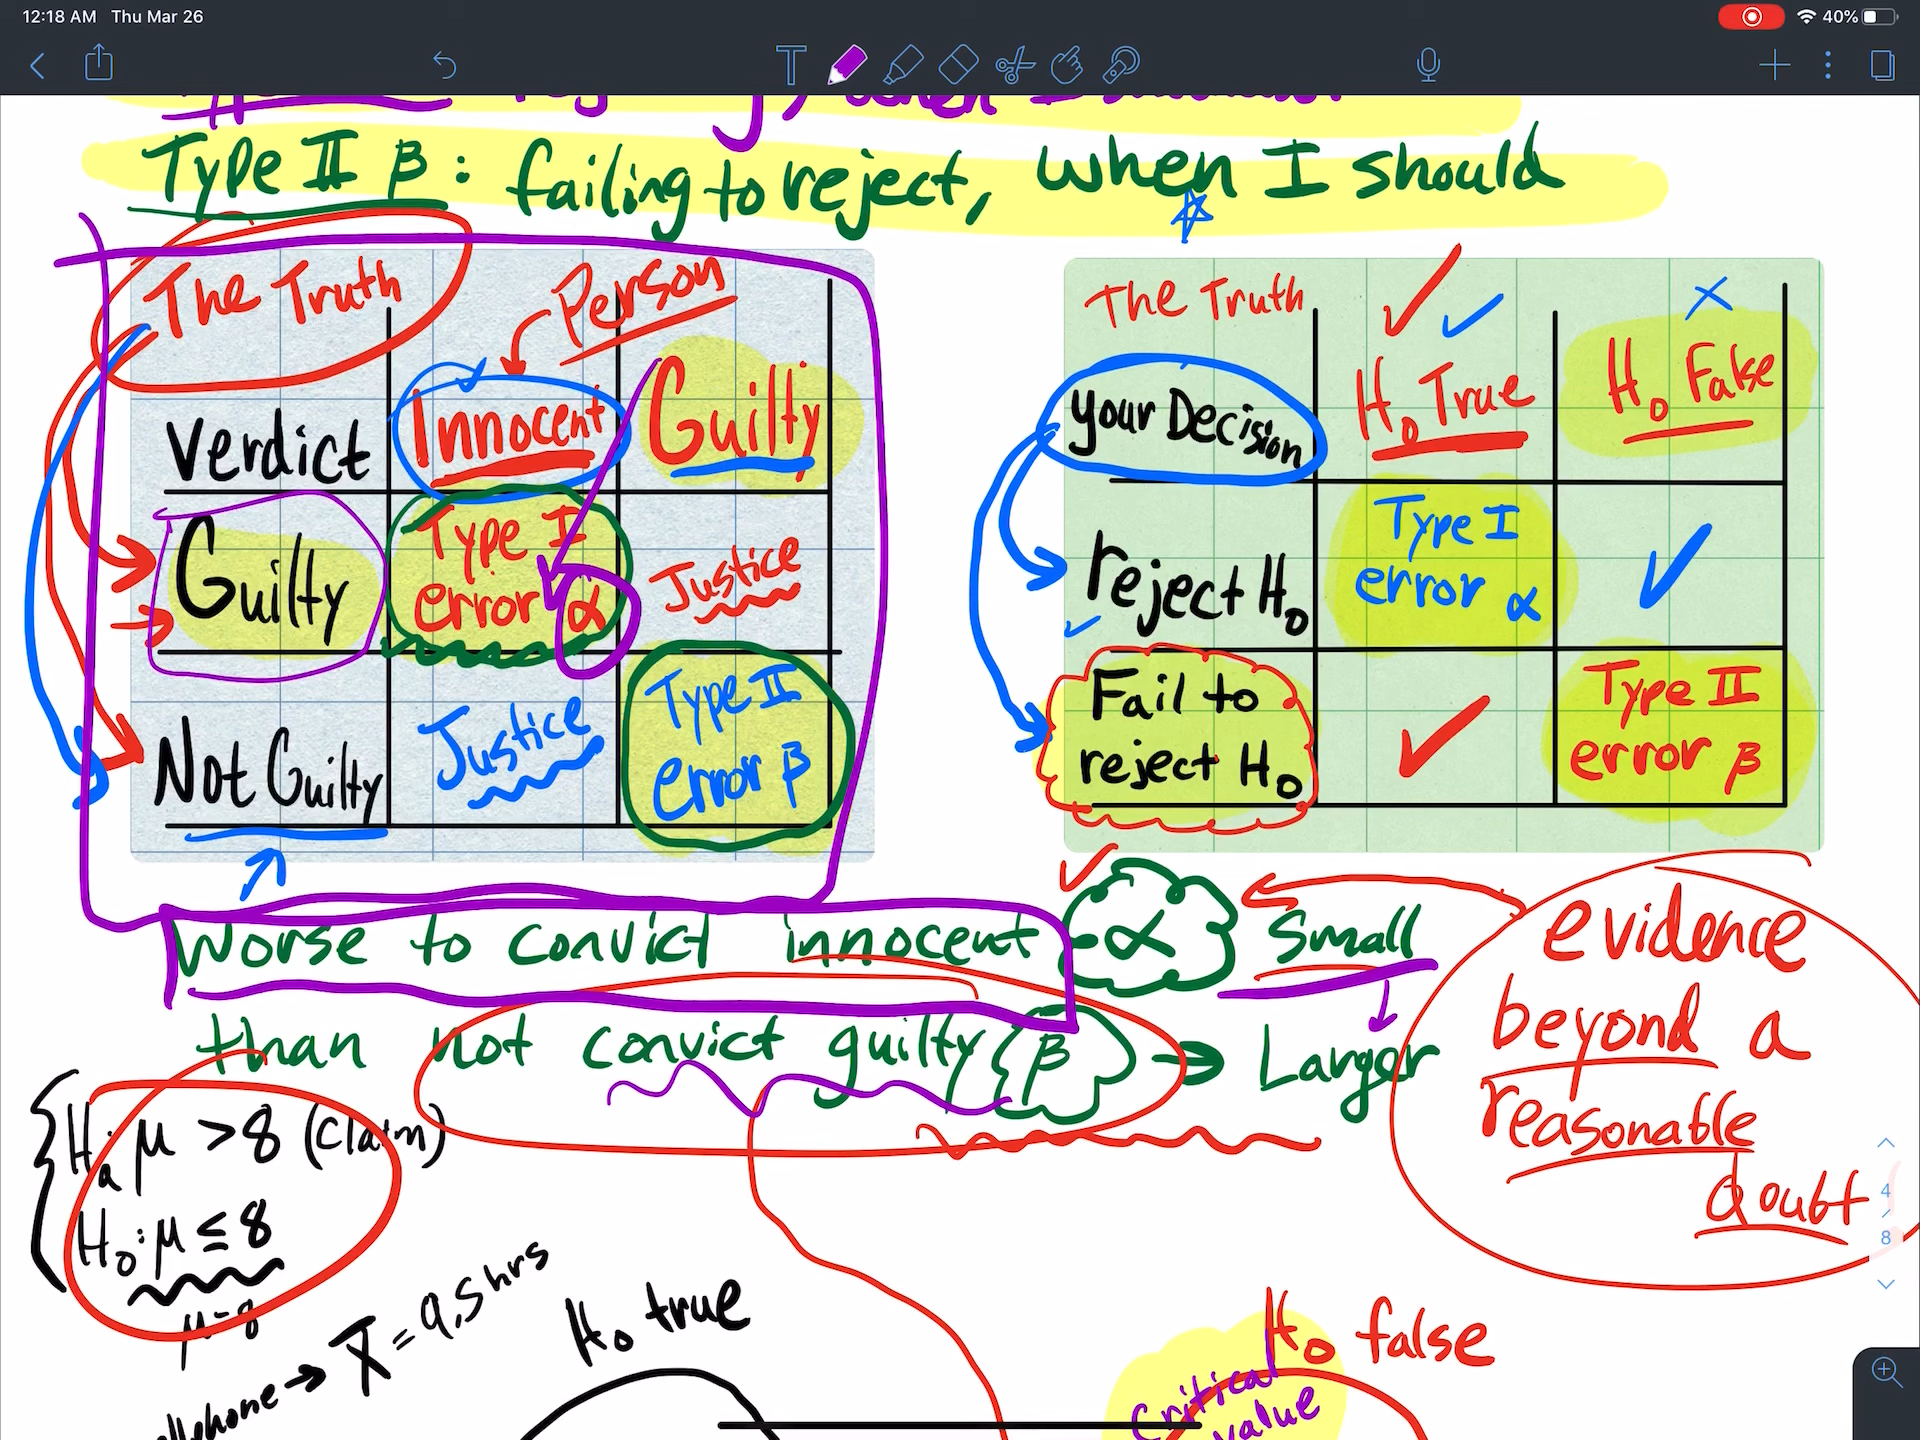 12:18 AM Thu Mar 26
40%
T
Type II β: failing to reject, when I should
The Truth
Person
Verdict
Innocent
Guilty
Guilty
Type I
error α
Justice
Not Guilty
Justice
Type II
error β
The Truth
your Decision
H₀ True
H₀ False
reject H₀
Type I
error α
Fail to
reject H₀
Type II
error β
Worse to convict innocent - α Small
than not convict guilty β → Larger
evidence
beyond a
reasonable
doubt
Hₐ: μ > 8 (Claim)
H₀: μ ≤ 8
μ = 8
→ X̄ = 9.5 hrs
H₀ true
H₀ false
Critical
value
4
8